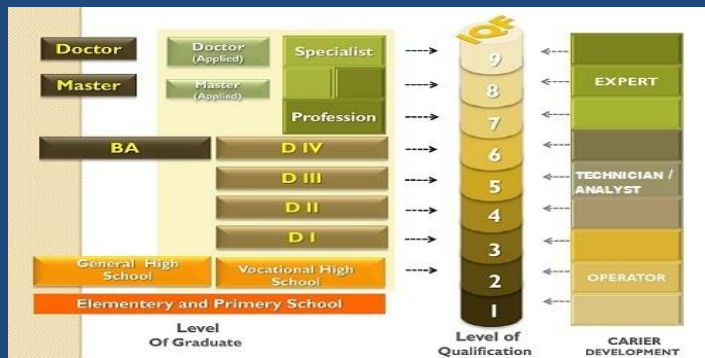 IQF
Doctor
Doctor
(Applied)
Specialist
9
Master
Master
(Applied)
8
EXPERT
Profession
7
BA
D IV
6
D III
5
TECHNICIAN /
ANALYST
D II
4
D I
3
General High
School
Vocational High
School
2
OPERATOR
Elementery and Primary School
1
Level
Of Graduate
Level of
Qualification
CARIER
DEVELOPMENT